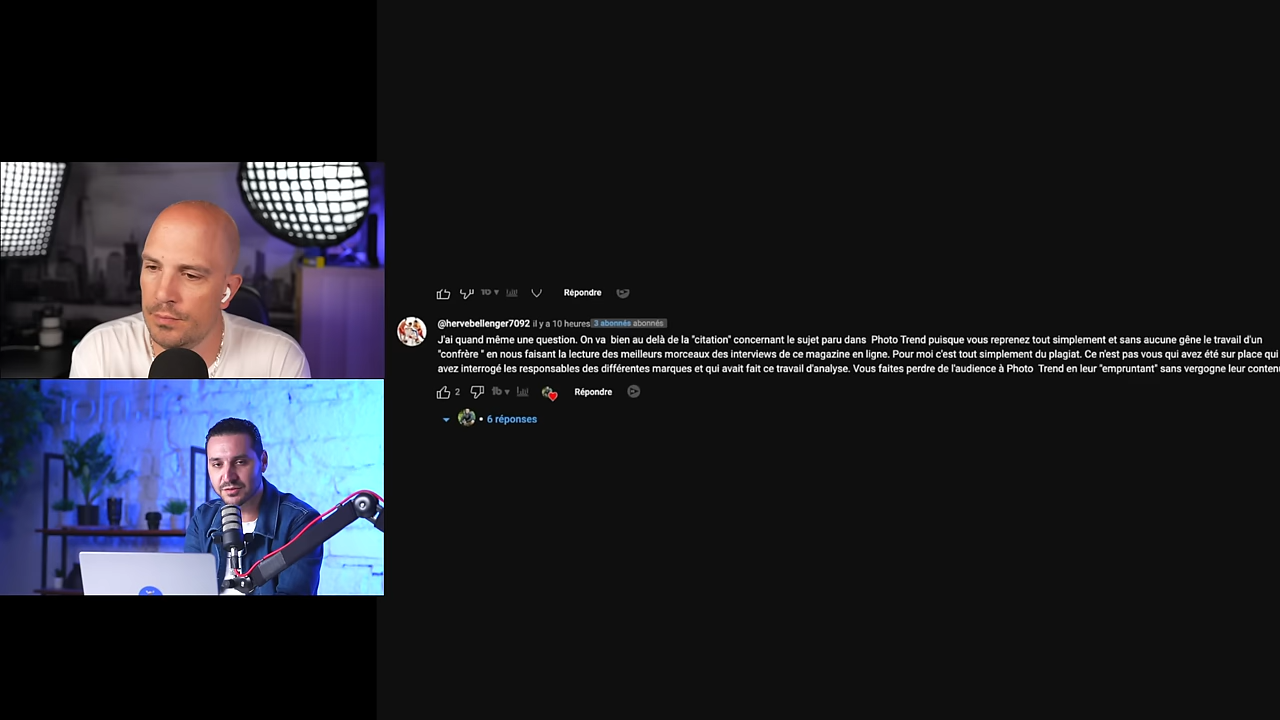 Répondre
@hervebellenger7092 il y a 10 heures 3 abonnés abonnés
J'ai quand même une question. On va bien au delà de la "citation" concernant le sujet paru dans Photo Trend puisque vous reprenez tout simplement et sans aucune gêne le travail d'un
"confrère " en nous faisant la lecture des meilleurs morceaux des interviews de ce magazine en ligne. Pour moi c'est tout simplement du plagiat. Ce n'est pas vous qui avez été sur place qui
avez interrogé les responsables des différentes marques et qui avait fait ce travail d'analyse. Vous faites perdre de l'audience à Photo Trend en leur "empruntant" sans vergogne leur
2 Répondre
• 6 réponses